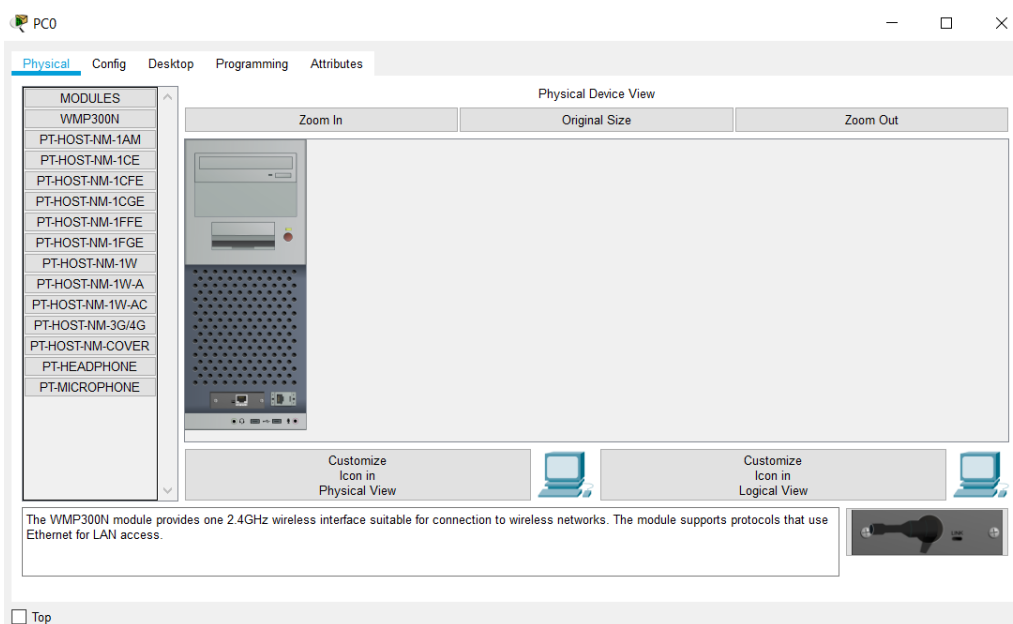 PC0
Physical Config Desktop Programming Attributes
MODULES
WMP300N
PT-HOST-NM-1AM
PT-HOST-NM-1CE
PT-HOST-NM-1CFE
PT-HOST-NM-1CGE
PT-HOST-NM-1FFE
PT-HOST-NM-1FGE
PT-HOST-NM-1W
PT-HOST-NM-1W-A
PT-HOST-NM-1W-AC
PT-HOST-NM-3G/4G
PT-HOST-NM-COVER
PT-HEADPHONE
PT-MICROPHONE
Physical Device View
Zoom In Original Size Zoom Out
Customize
Icon in
Physical View
Customize
Icon in
Logical View
The WMP300N module provides one 2.4GHz wireless interface suitable for connection to wireless networks. The module supports protocols that use
Ethernet for LAN access.
LINK
Top